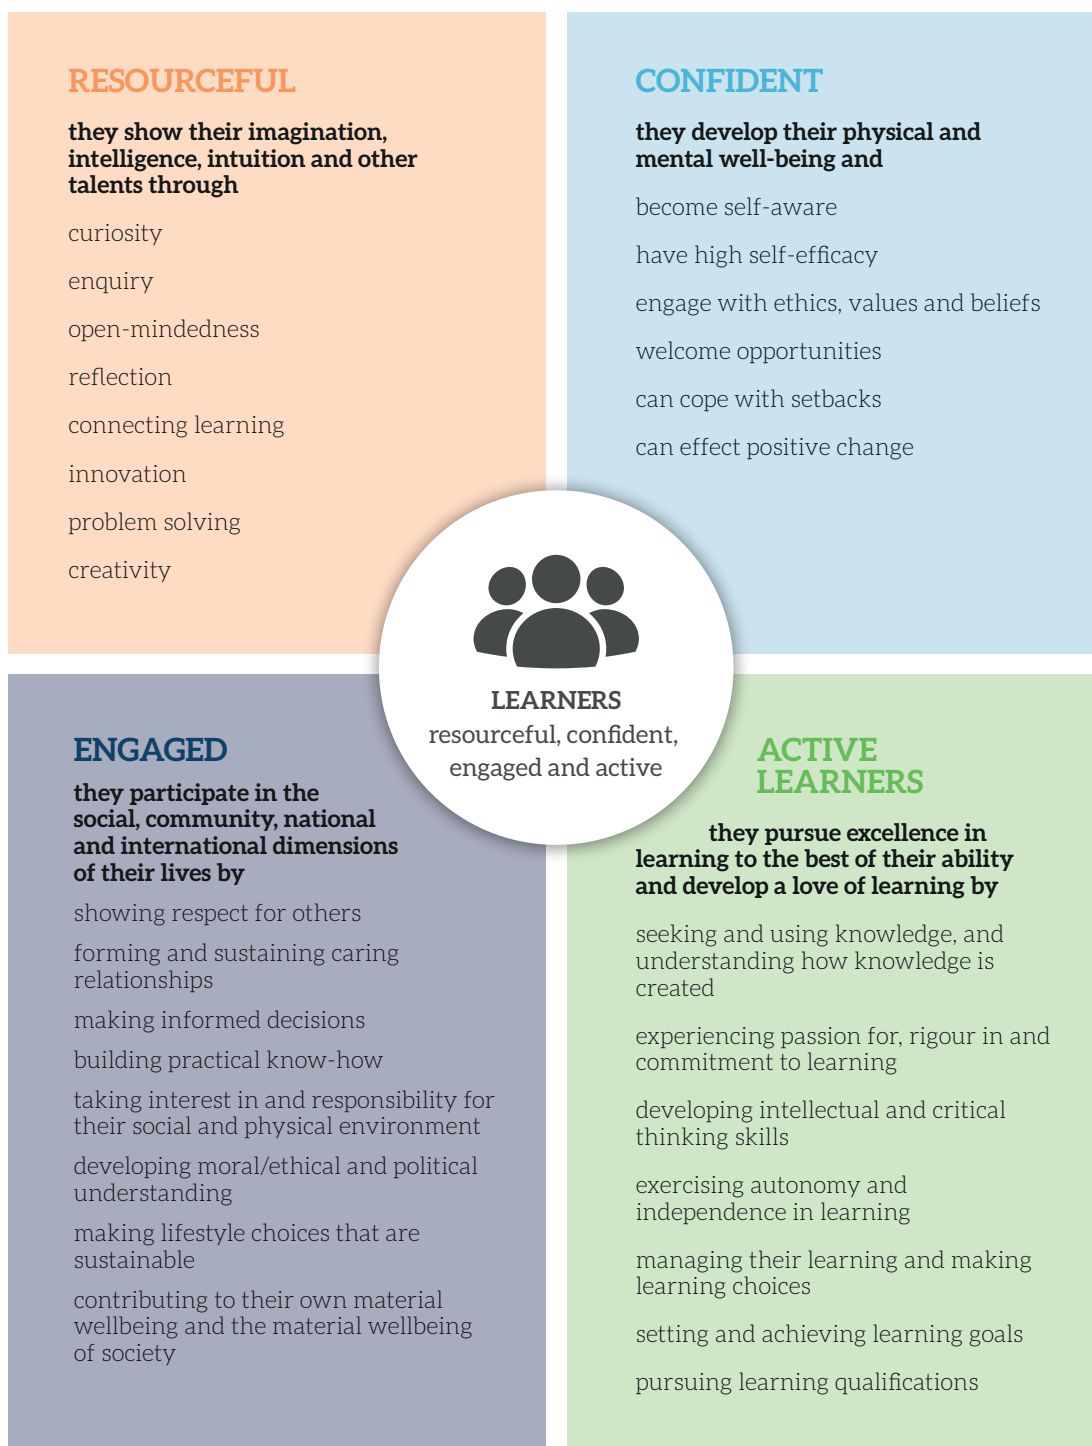 RESOURCEFUL
they show their imagination,
intelligence, intuition and other
talents through
curiosity
enquiry
open-mindedness
reflection
connecting learning
innovation
problem solving
creativity
CONFIDENT
they develop their physical and
mental well-being and
become self-aware
have high self-efficacy
engage with ethics, values and beliefs
welcome opportunities
can cope with setbacks
can effect positive change
LEARNERS
resourceful, confident,
engaged and active
ENGAGED
they participate in the
social, community, national
and international dimensions
of their lives by
showing respect for others
forming and sustaining caring
relationships
making informed decisions
building practical know-how
taking interest in and responsibility for
their social and physical environment
developing moral/ethical and political
understanding
making lifestyle choices that are
sustainable
contributing to their own material
wellbeing and the material wellbeing
of society
ACTIVE
LEARNERS
they pursue excellence in
learning to the best of their ability
and develop a love of learning by
seeking and using knowledge, and
understanding how knowledge is
created
experiencing passion for, rigour in and
commitment to learning
developing intellectual and critical
thinking skills
exercising autonomy and
independence in learning
managing their learning and making
learning choices
setting and achieving learning goals
pursuing learning qualifications